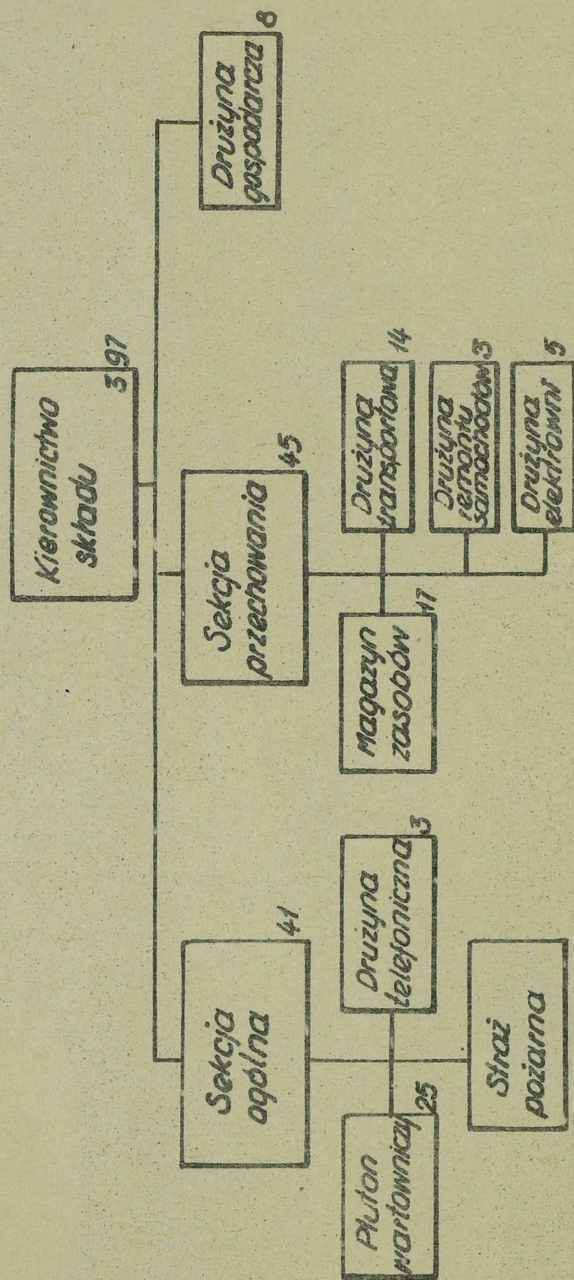 Kierownictwo
składu
3 97
Sekcja
ogólna
41
Sekcja
przechowania
45
Drużyna
gospodarcza
8
Pluton
wartowniczy
25
Drużyna
telefoniczna
3
Straż
pożarna
Magazyn
zasobów
17
Drużyna
transportowa
14
Drużyna
remontu
samochodów
3
Drużyna
elektrowni
5